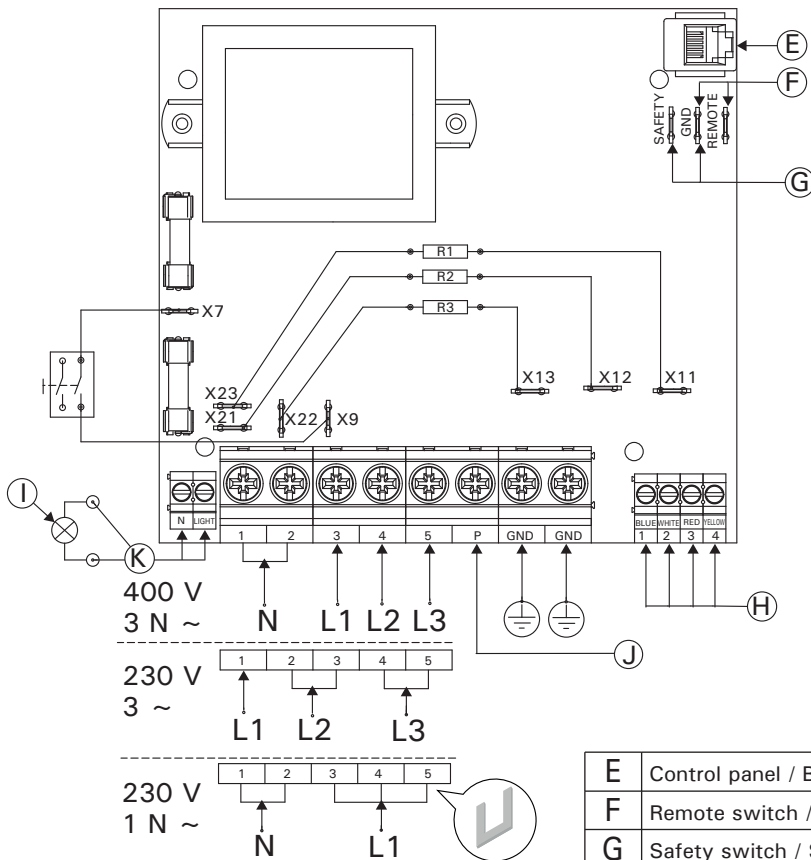 E
F
SAFETY
GND
REMOTE
G
R1
R2
R3
X7
X13
X12
X11
X23
X21
X22
X9
I
N LIGHT
K
1 2 3 4 5 P GND GND
BLUE WHITE RED YELLOW
1 2 3 4
H
J
400 V
3 N ~
N L1 L2 L3
230 V
3 ~
1 2 3 4 5
L1 L2 L3
230 V
1 N ~
1 2 3 4 5
N L1
E Control panel /
F Remote switch /
G Safety switch /